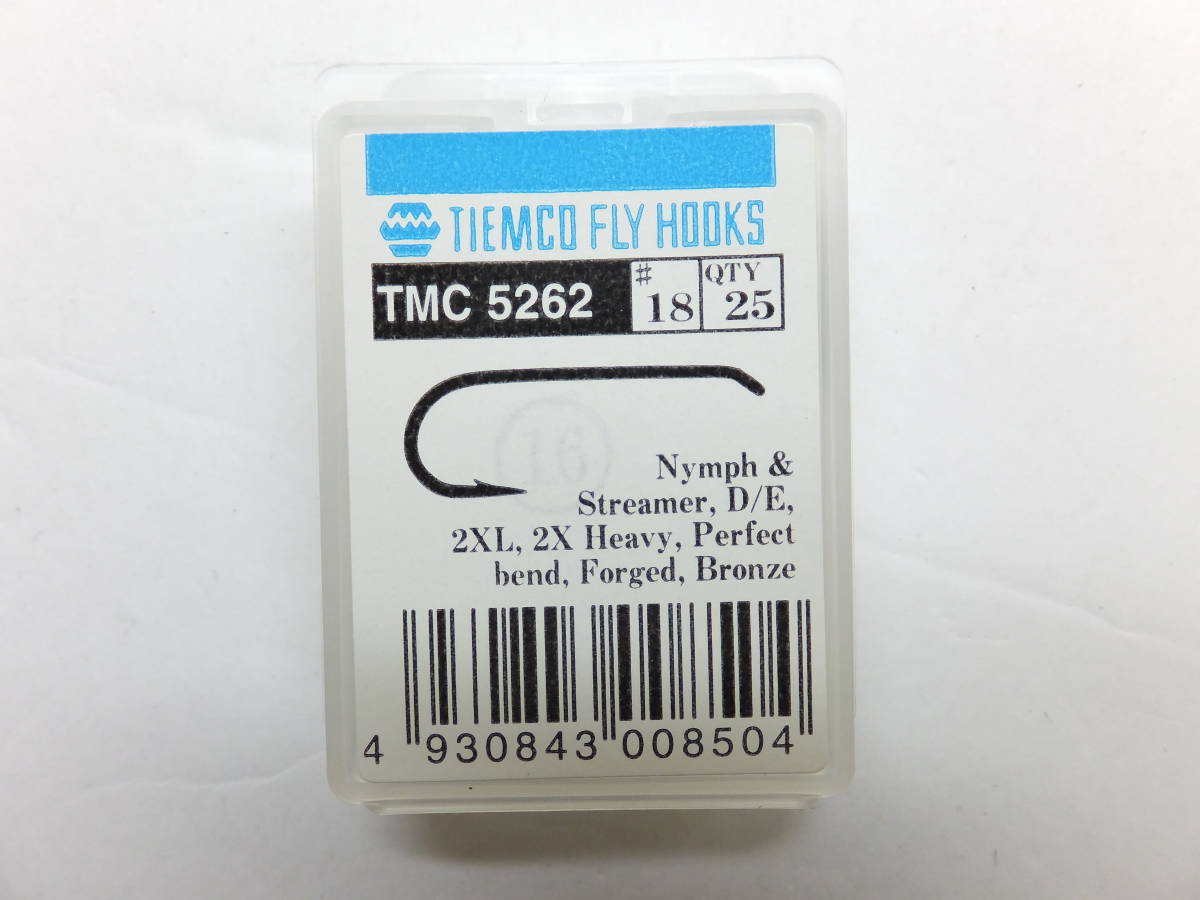 TIEMCO FLY HOOKS
TMC 5262 # 18 QTY 25
16
Nymph &
Streamer, D/E,
2XL, 2X Heavy, Perfect
bend, Forged, Bronze
4 930843 008504